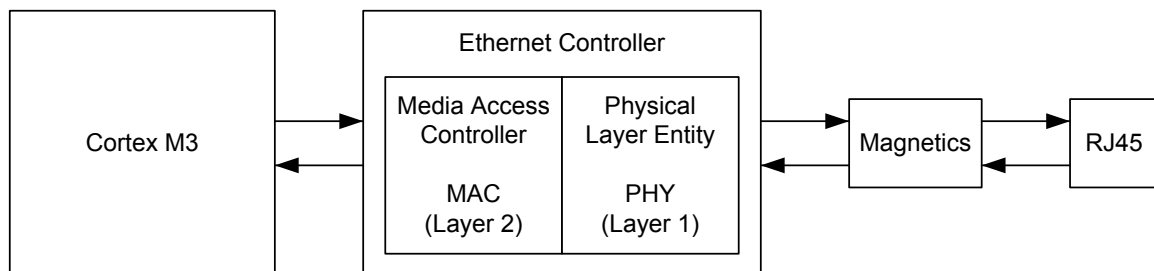 Ethernet Controller
Cortex M3
Media Access
Controller
MAC
(Layer 2)
Physical
Layer Entity
PHY
(Layer 1)
Magnetics
RJ45